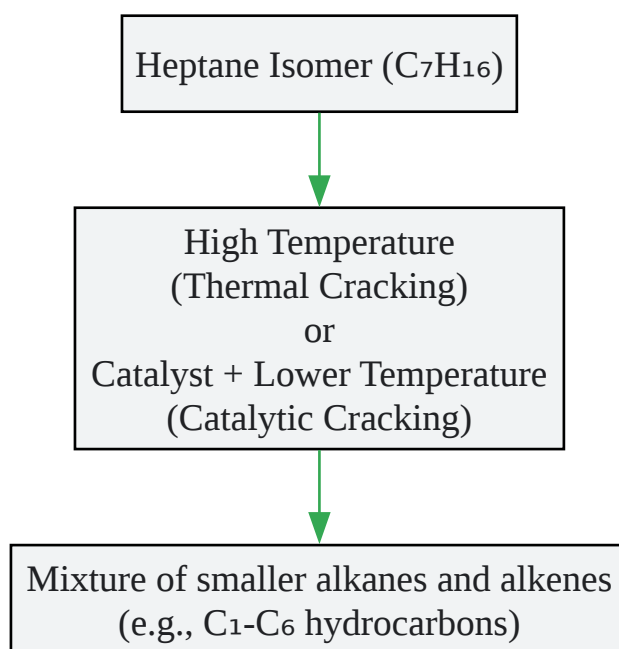 Heptane Isomer (C₇H₁₆)
High Temperature
(Thermal Cracking)
or
Catalyst + Lower Temperature
(Catalytic Cracking)
Mixture of smaller alkanes and alkenes
(e.g., C₁-C₆ hydrocarbons)